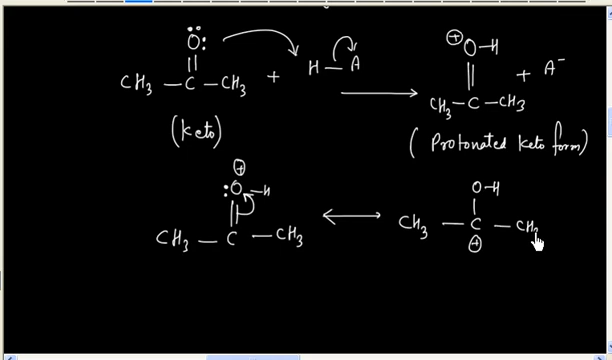 Ö: ⊕ O–H
CH₃ – C – CH₃ + H – A → CH₃ – C – CH₃ + A⁻
(Keto) ( Protonated keto form)
⊕
:O–H O–H
CH₃ – C – CH₃ ↔ CH₃ – C – CH₃
⊕